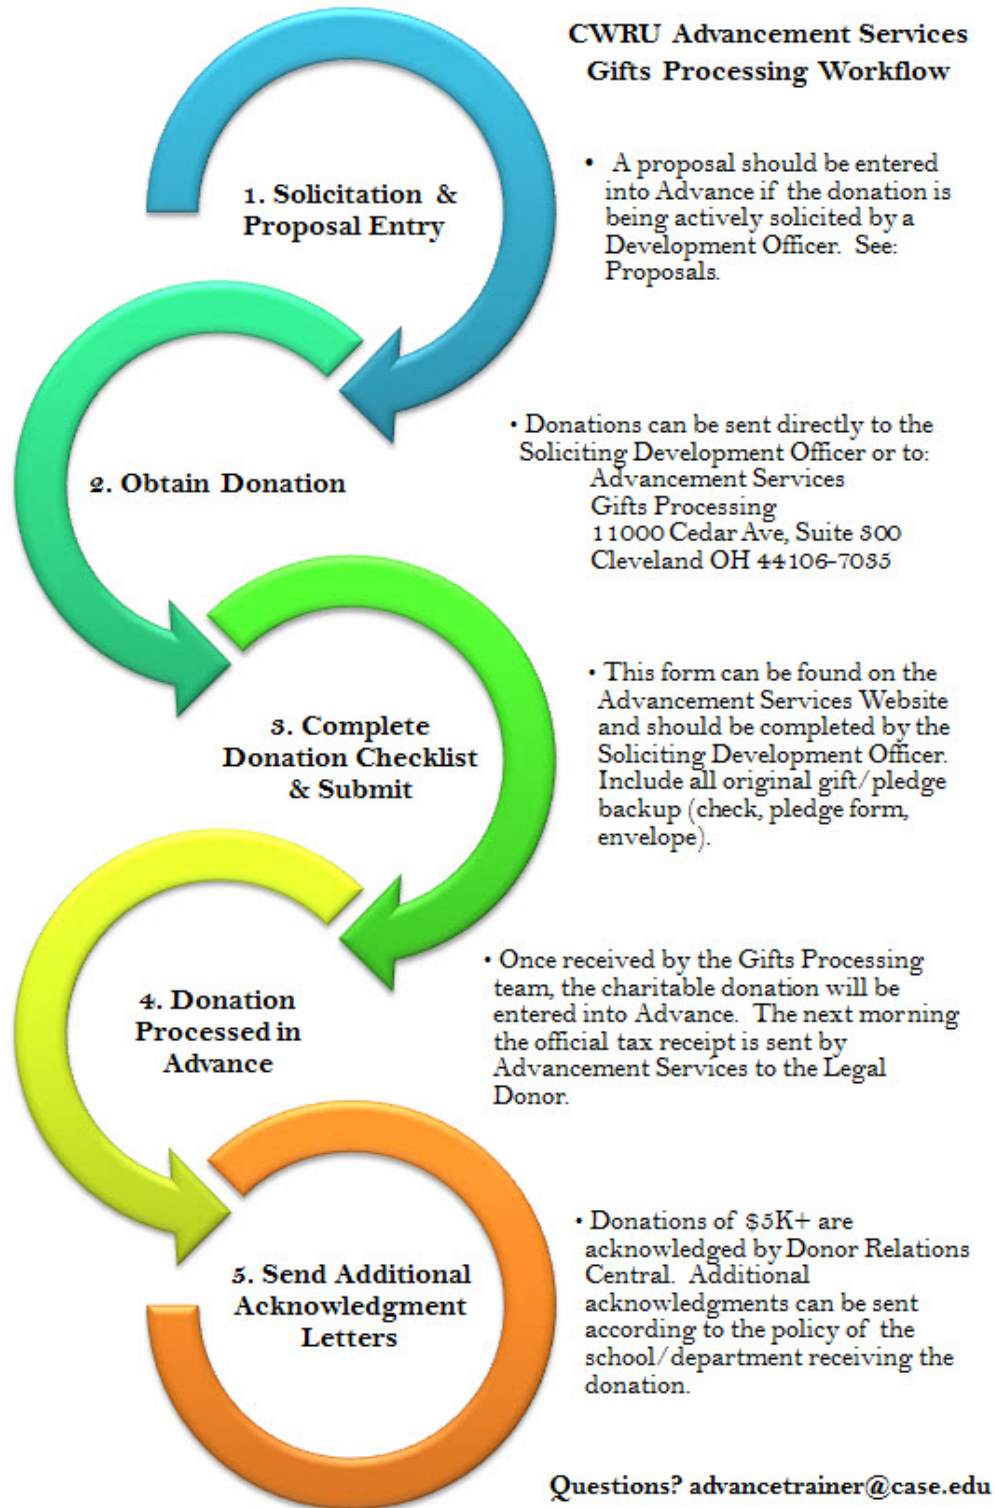 CWRU Advancement Services
Gifts Processing Workflow
1. Solicitation &
Proposal Entry
• A proposal should be entered
into Advance if the donation is
being actively solicited by a
Development Officer. See:
Proposals.
2. Obtain Donation
• Donations can be sent directly to the
Soliciting Development Officer or to:
Advancement Services
Gifts Processing
11000 Cedar Ave, Suite 300
Cleveland OH 44106-7035
3. Complete
Donation Checklist
& Submit
• This form can be found on the
Advancement Services Website
and should be completed by the
Soliciting Development Officer.
Include all original gift/pledge
backup (check, pledge form,
envelope).
4. Donation
Processed in
Advance
• Once received by the Gifts Processing
team, the charitable donation will be
entered into Advance. The next morning
the official tax receipt is sent by
Advancement Services to the Legal
Donor.
5. Send Additional
Acknowledgment
Letters
• Donations of $5K+ are
acknowledged by Donor Relations
Central. Additional
acknowledgments can be sent
according to the policy of the
school/department receiving the
donation.
Questions? advancetrainer@case.edu